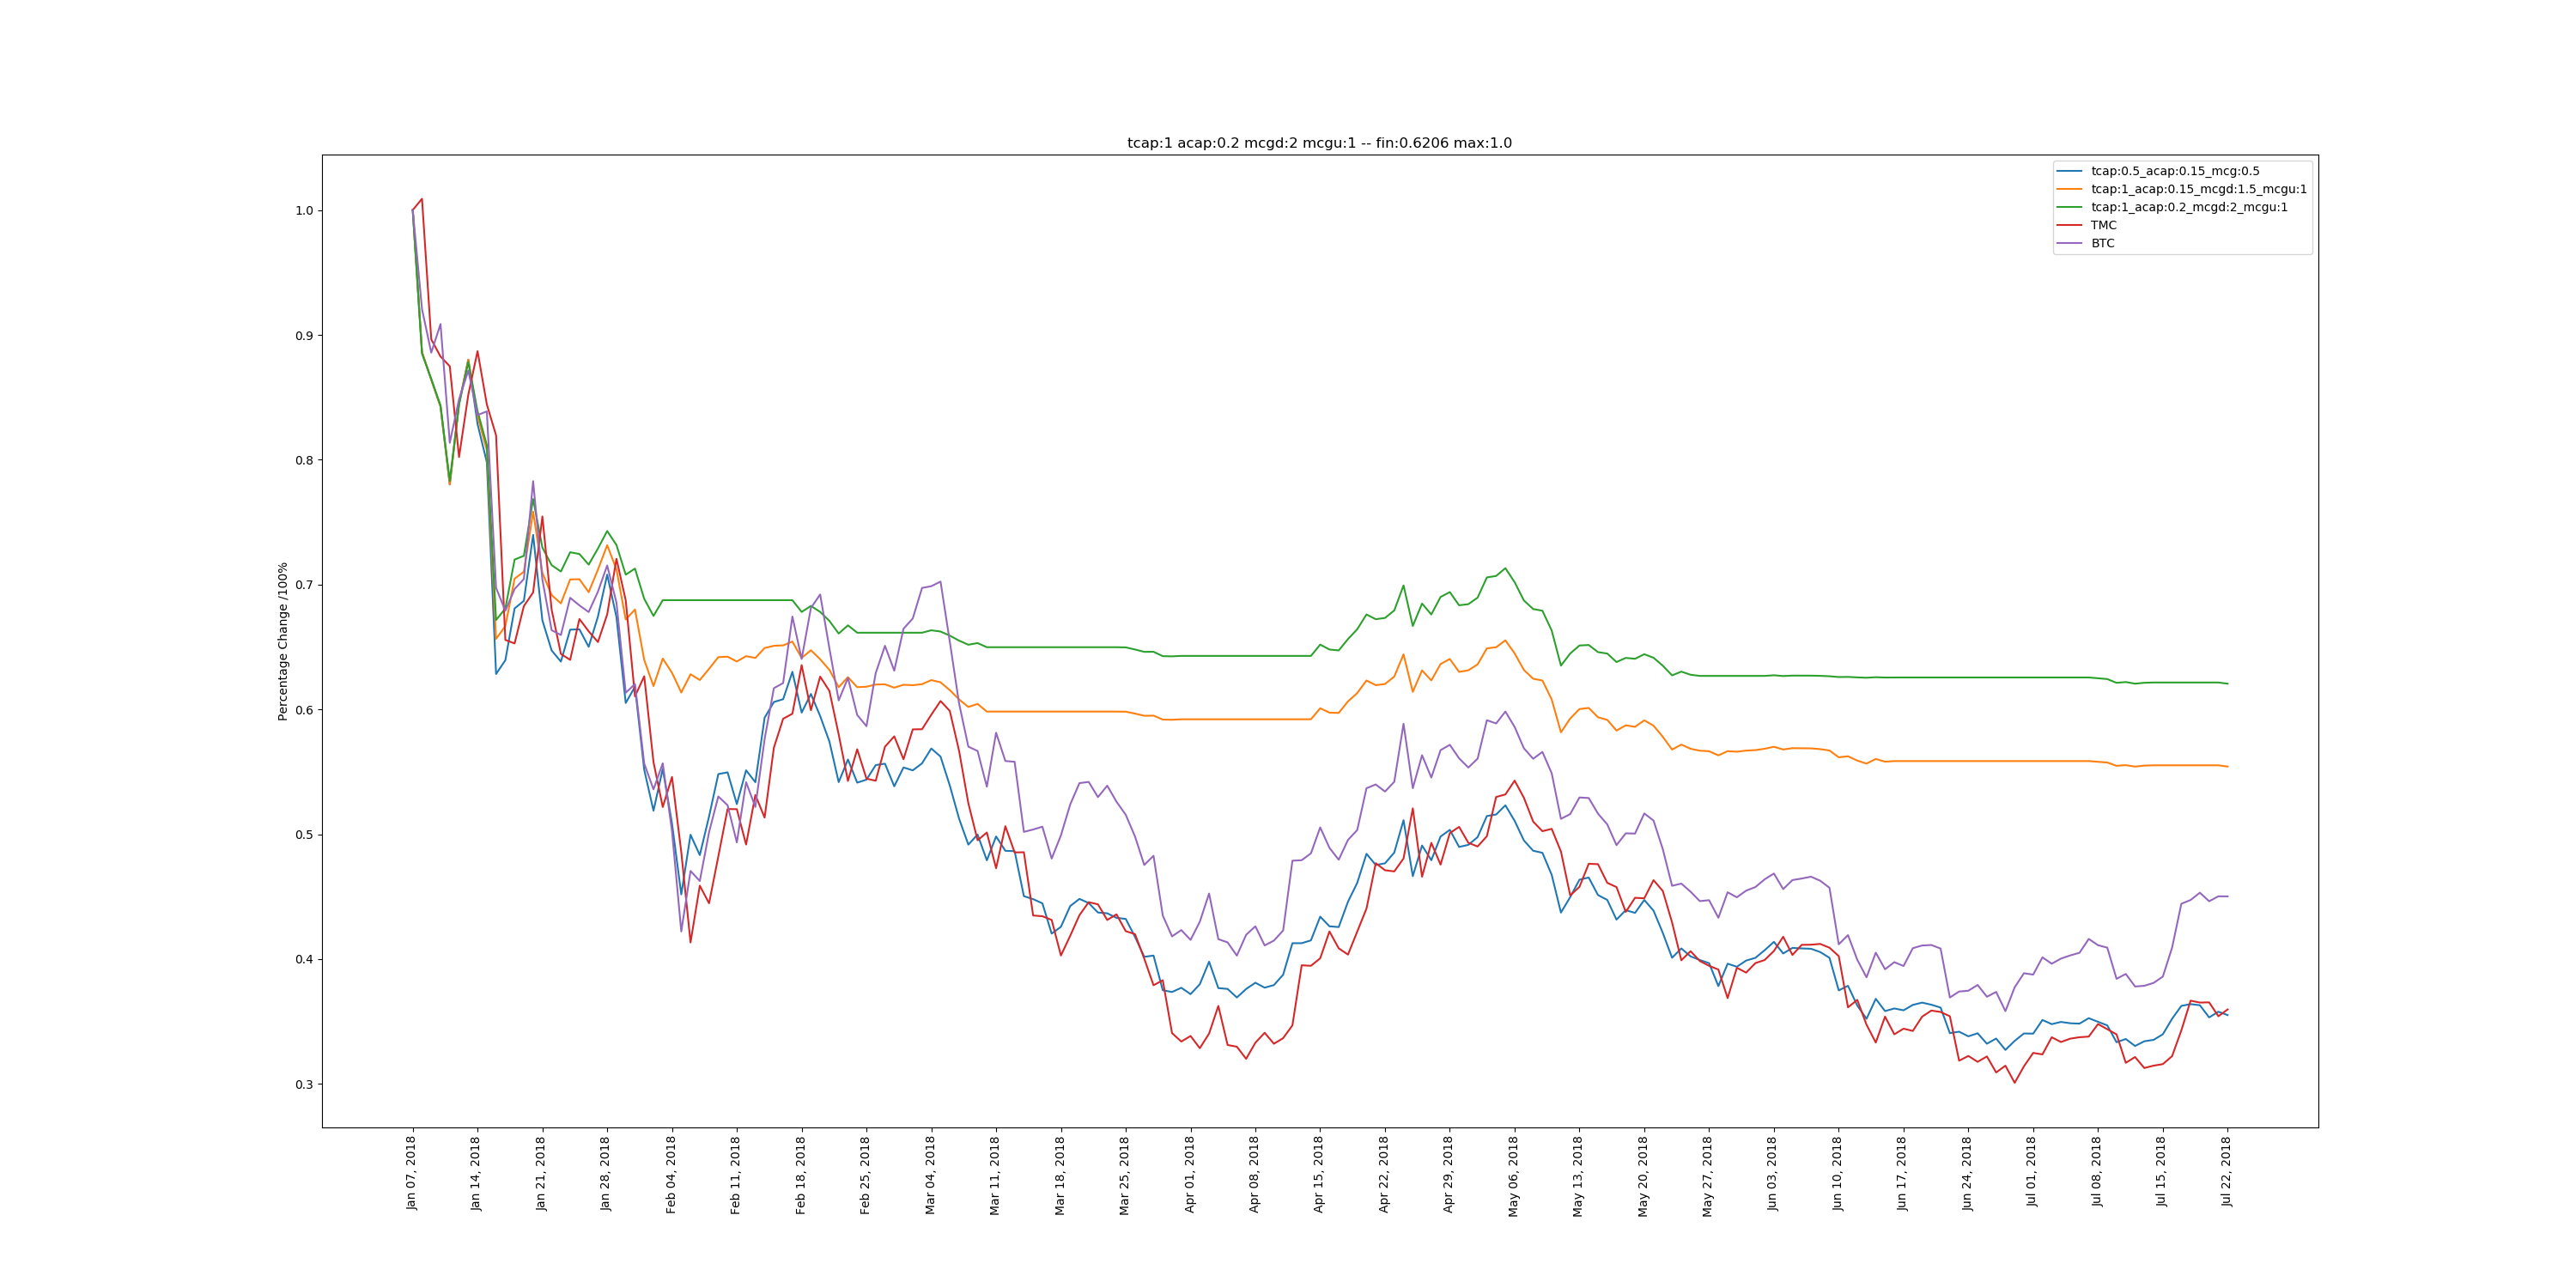 tcap:1 acap:0.2 mcgd:2 mcgu:1 -- fin:0.6206 max:1.0
tcap:0.5_acap:0.15_mcg:0.5
tcap:1_acap:0.15_mcgd:1.5_mcgu:1
tcap:1_acap:0.2_mcgd:2_mcgu:1
TMC
BTC
Percentage Change /100%
1.0
0.9
0.8
0.7
0.6
0.5
0.4
0.3
Jan 07, 2018
Jan 14, 2018
Jan 21, 2018
Jan 28, 2018
Feb 04, 2018
Feb 11, 2018
Feb 18, 2018
Feb 25, 2018
Mar 04, 2018
Mar 11, 2018
Mar 18, 2018
Mar 25, 2018
Apr 01, 2018
Apr 08, 2018
Apr 15, 2018
Apr 22, 2018
Apr 29, 2018
May 06, 2018
May 13, 2018
May 20, 2018
May 27, 2018
Jun 03, 2018
Jun 10, 2018
Jun 17, 2018
Jun 24, 2018
Jul 01, 2018
Jul 08, 2018
Jul 15, 2018
Jul 22, 2018